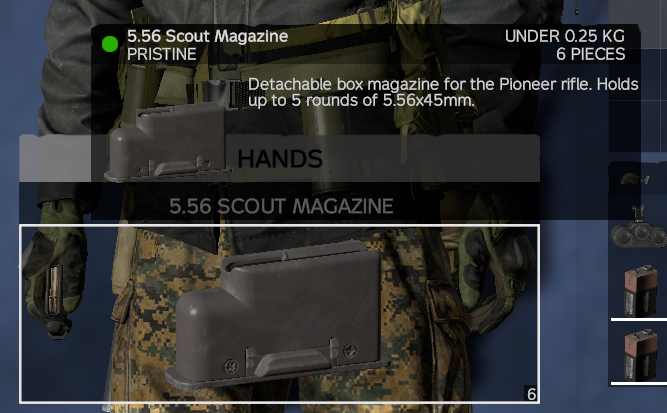 5.56 Scout Magazine
UNDER 0.25 KG
PRISTINE
6 PIECES
Detachable box magazine for the Pioneer rifle. Holds
up to 5 rounds of 5.56x45mm.
HANDS
5.56 SCOUT MAGAZINE
6